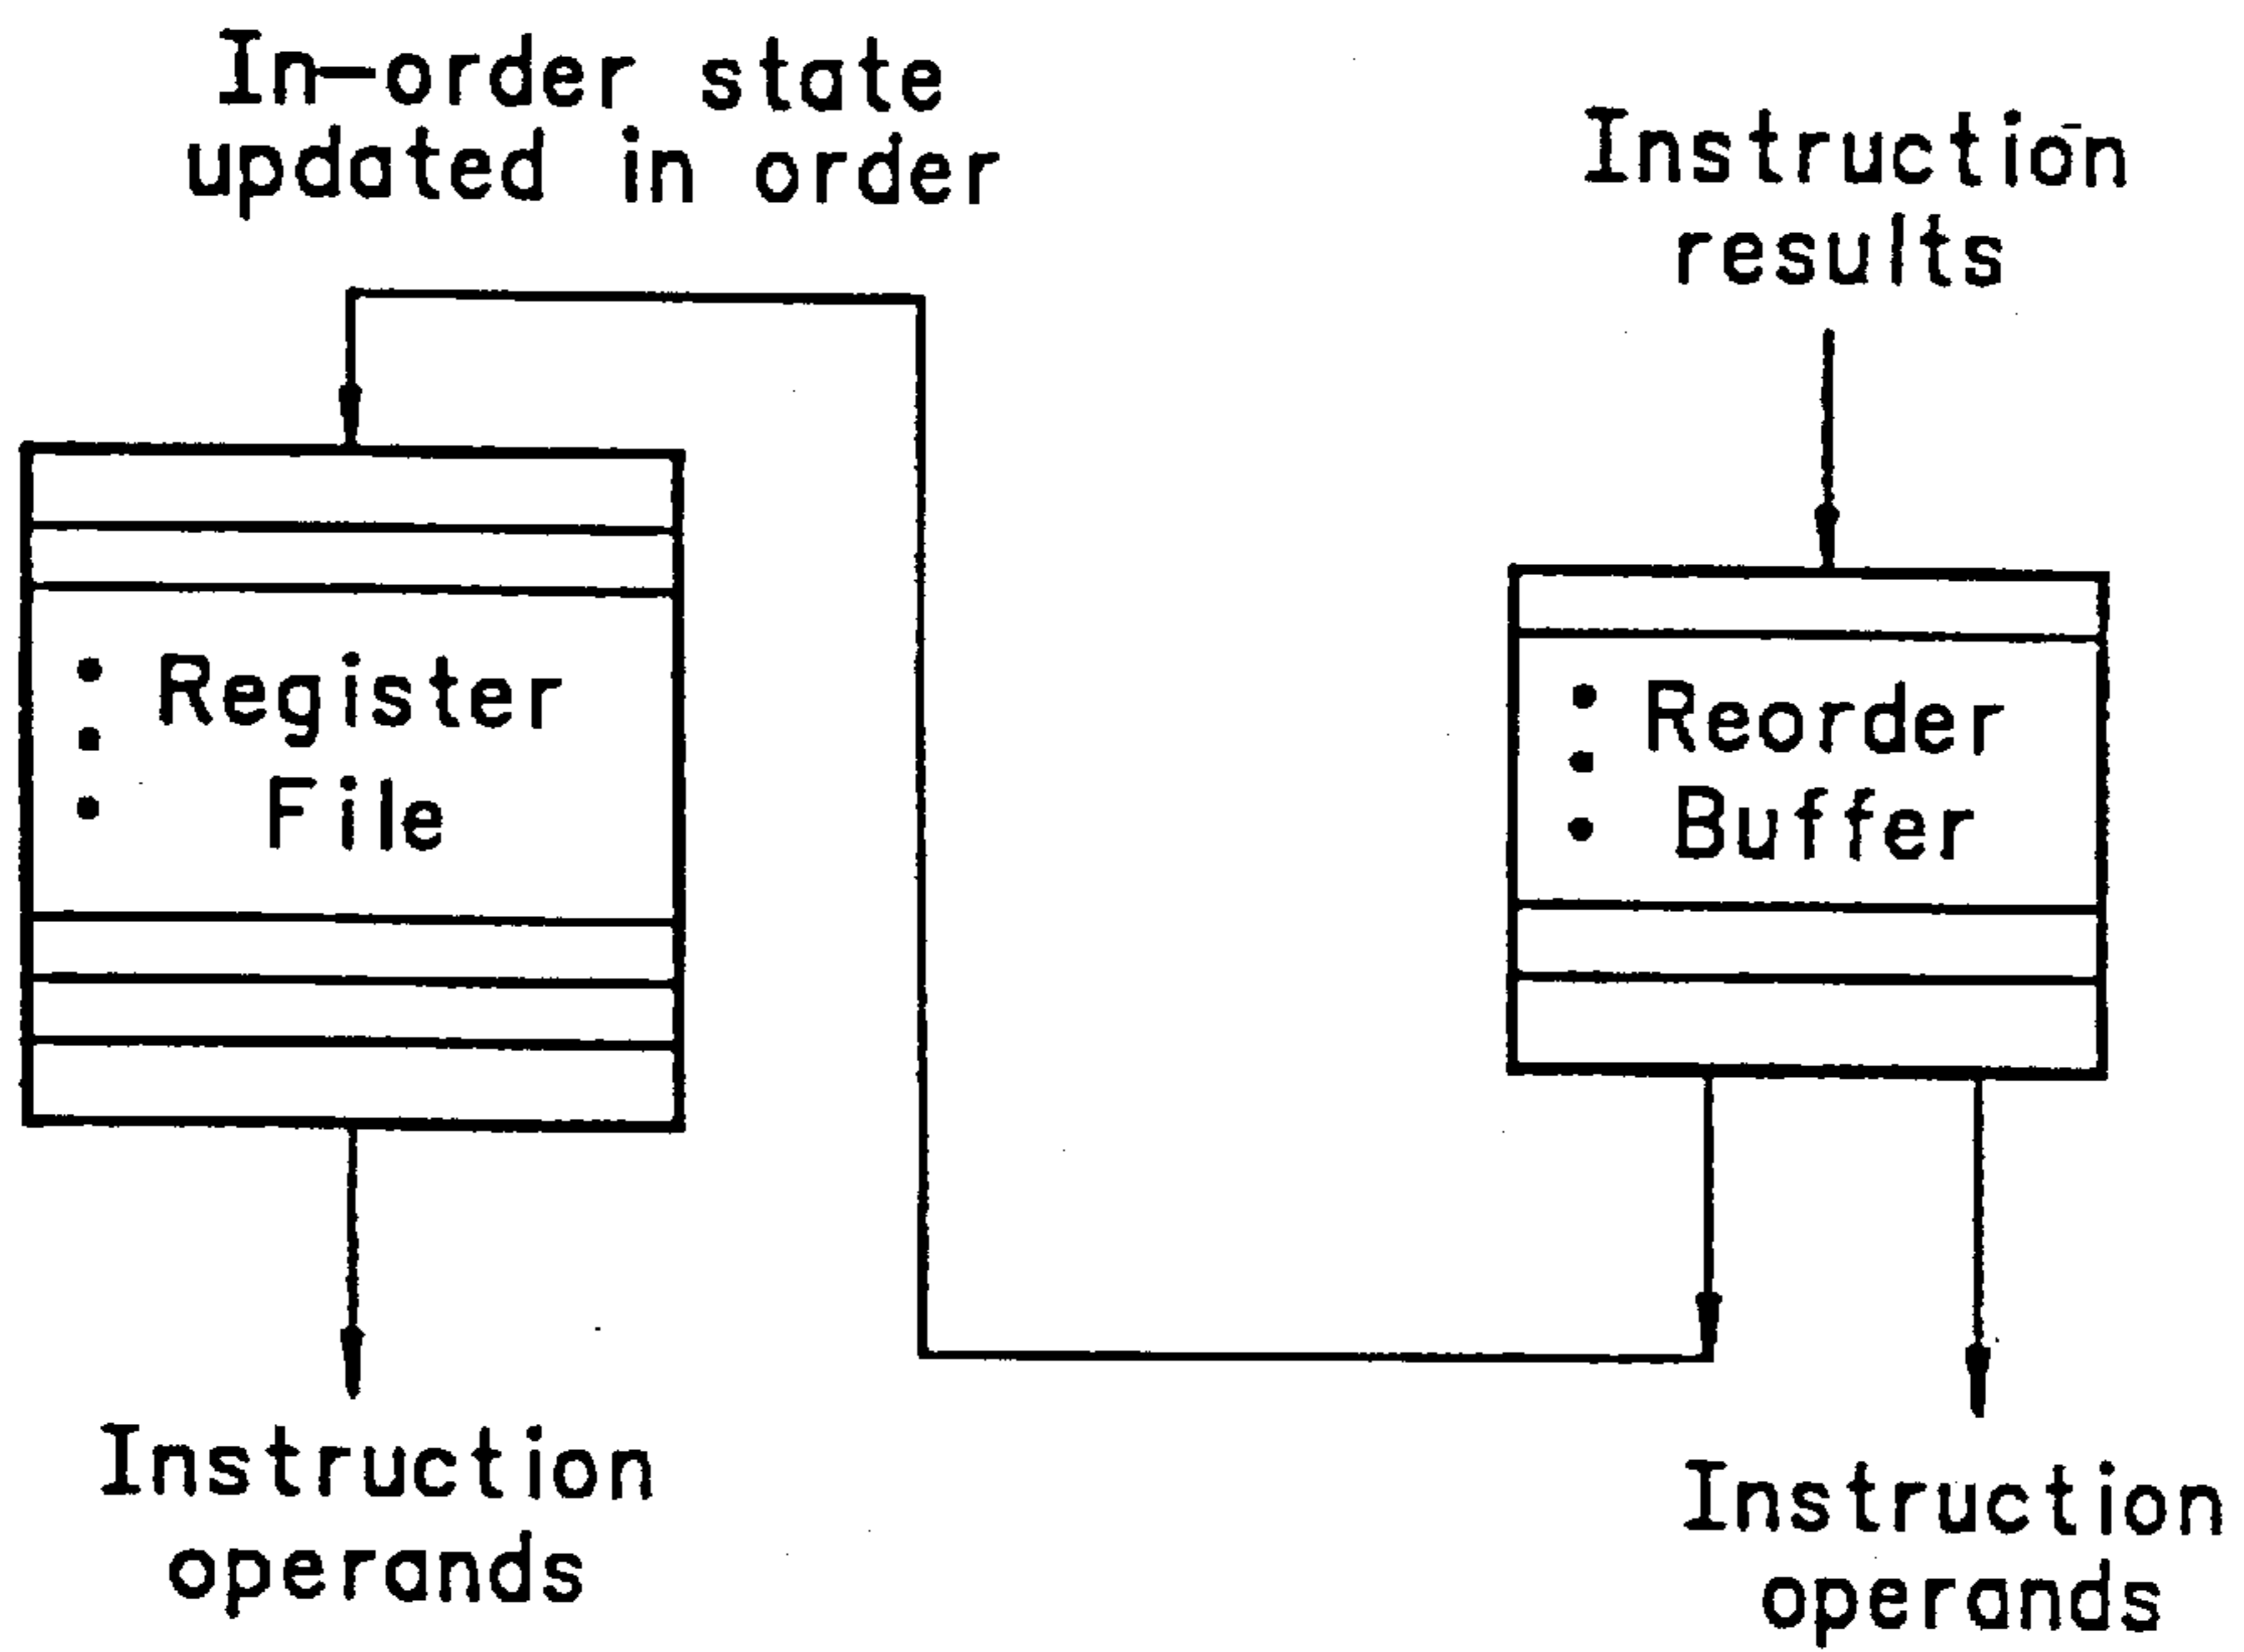 In-order state
updated in order
Instruction
results
Register
File
Reorder
Buffer
Instruction
operands
Instruction
operands